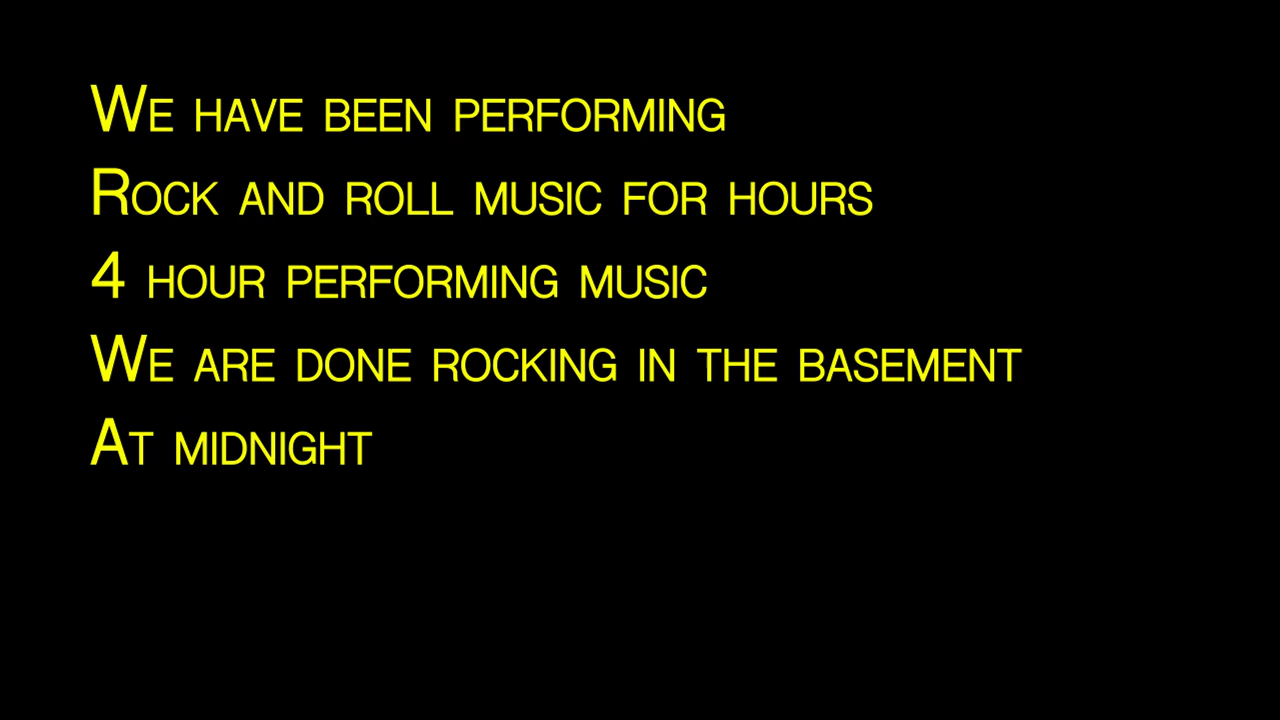 We have been performing
Rock and roll music for hours
4 hour performing music
We are done rocking in the basement
At midnight